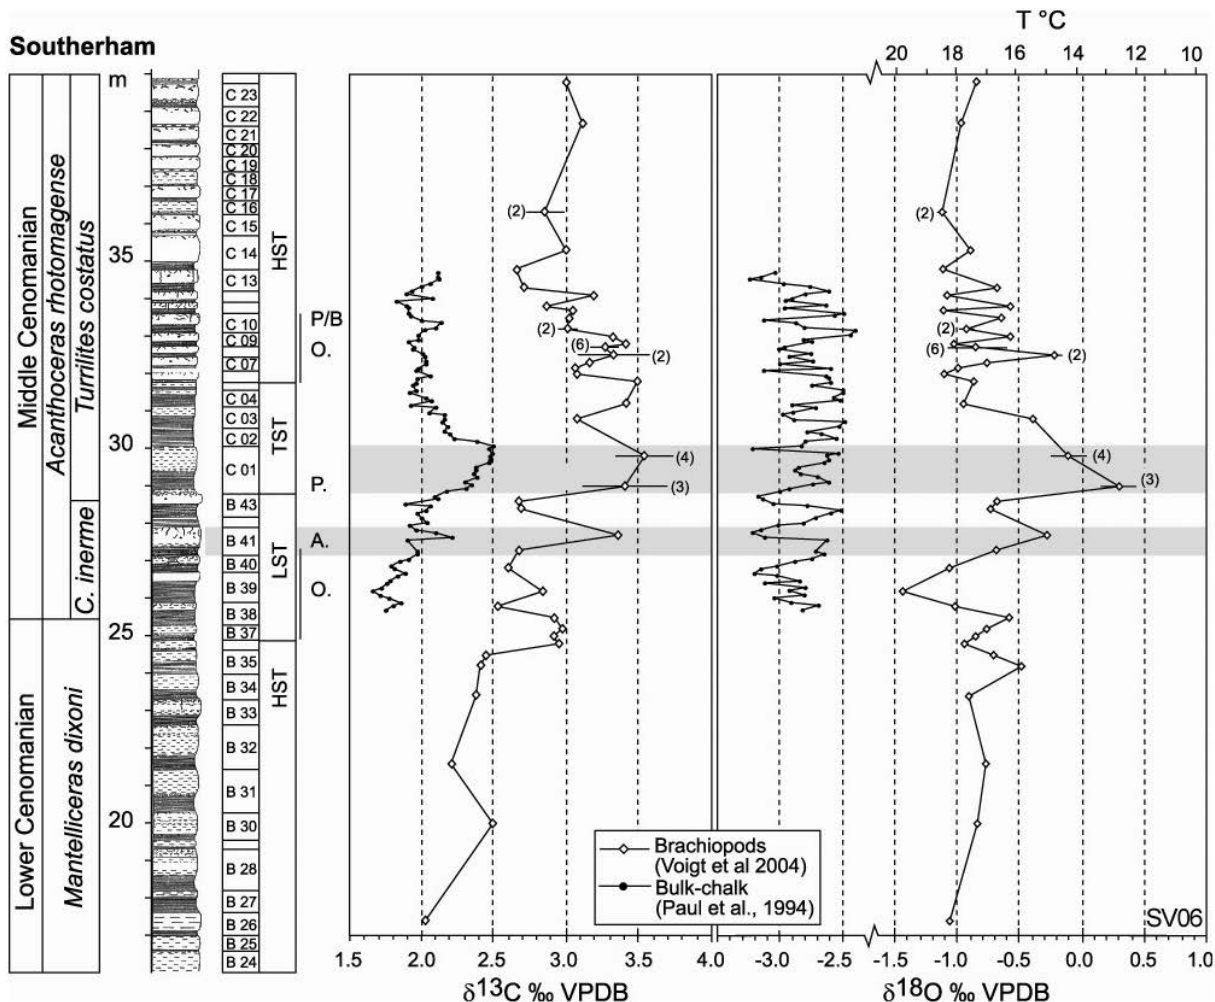 T °C
Southerham
m
20 18 16 14 12 10
Lower Cenomanian
Middle Cenomanian
Mantelliceras dixoni
C. inerme
Acanthoceras rhotomagense
Turrilites costatus
35
30
25
20
C 23
C 22
C 21
C 20
C 19
C 18
C 17
C 16
C 15
C 14
C 13
C 10
C 09
C 07
C 04
C 03
C 02
C 01
B 43
B 41
B 40
B 39
B 38
B 37
B 35
B 34
B 33
B 32
B 31
B 30
B 28
B 27
B 26
B 25
B 24
HST
TST
LST
HST
P/B
O.
P.
A.
O.
(2)
(2)
(6)
(2)
(4)
(3)
(2)
(2)
(6)
(2)
(4)
(3)
Brachiopods
(Voigt et al 2004)
Bulk-chalk
(Paul et al., 1994)
SV06
1.5 2.0 2.5 3.0 3.5 4.0
-3.0 -2.5
-1.5 -1.0 -0.5 0.0 0.5 1.0
δ13C ‰ VPDB
δ18O ‰ VPDB